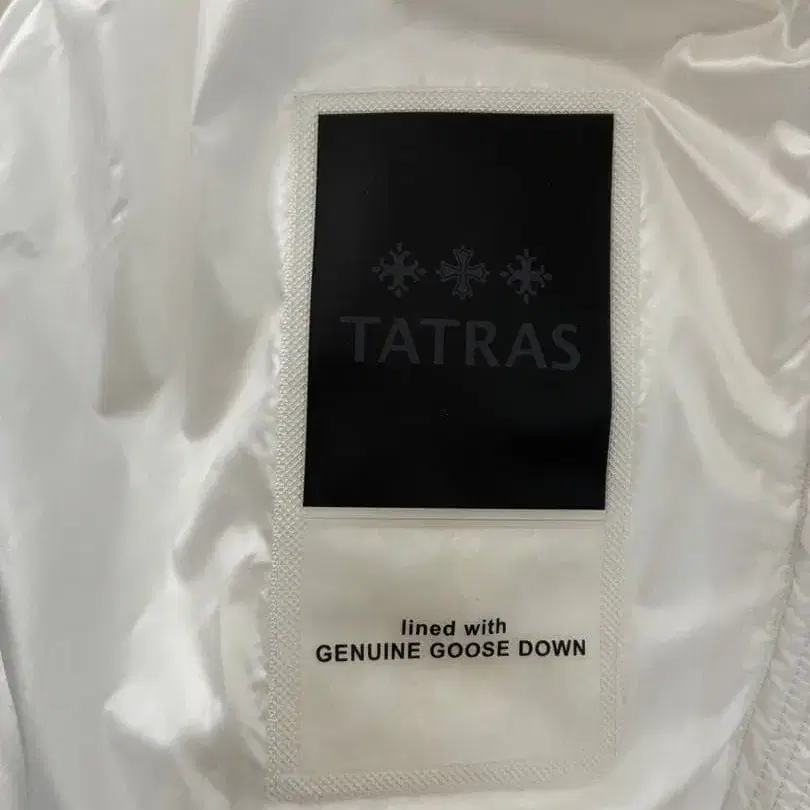 TATRAS
lined with
GENUINE GOOSE DOWN